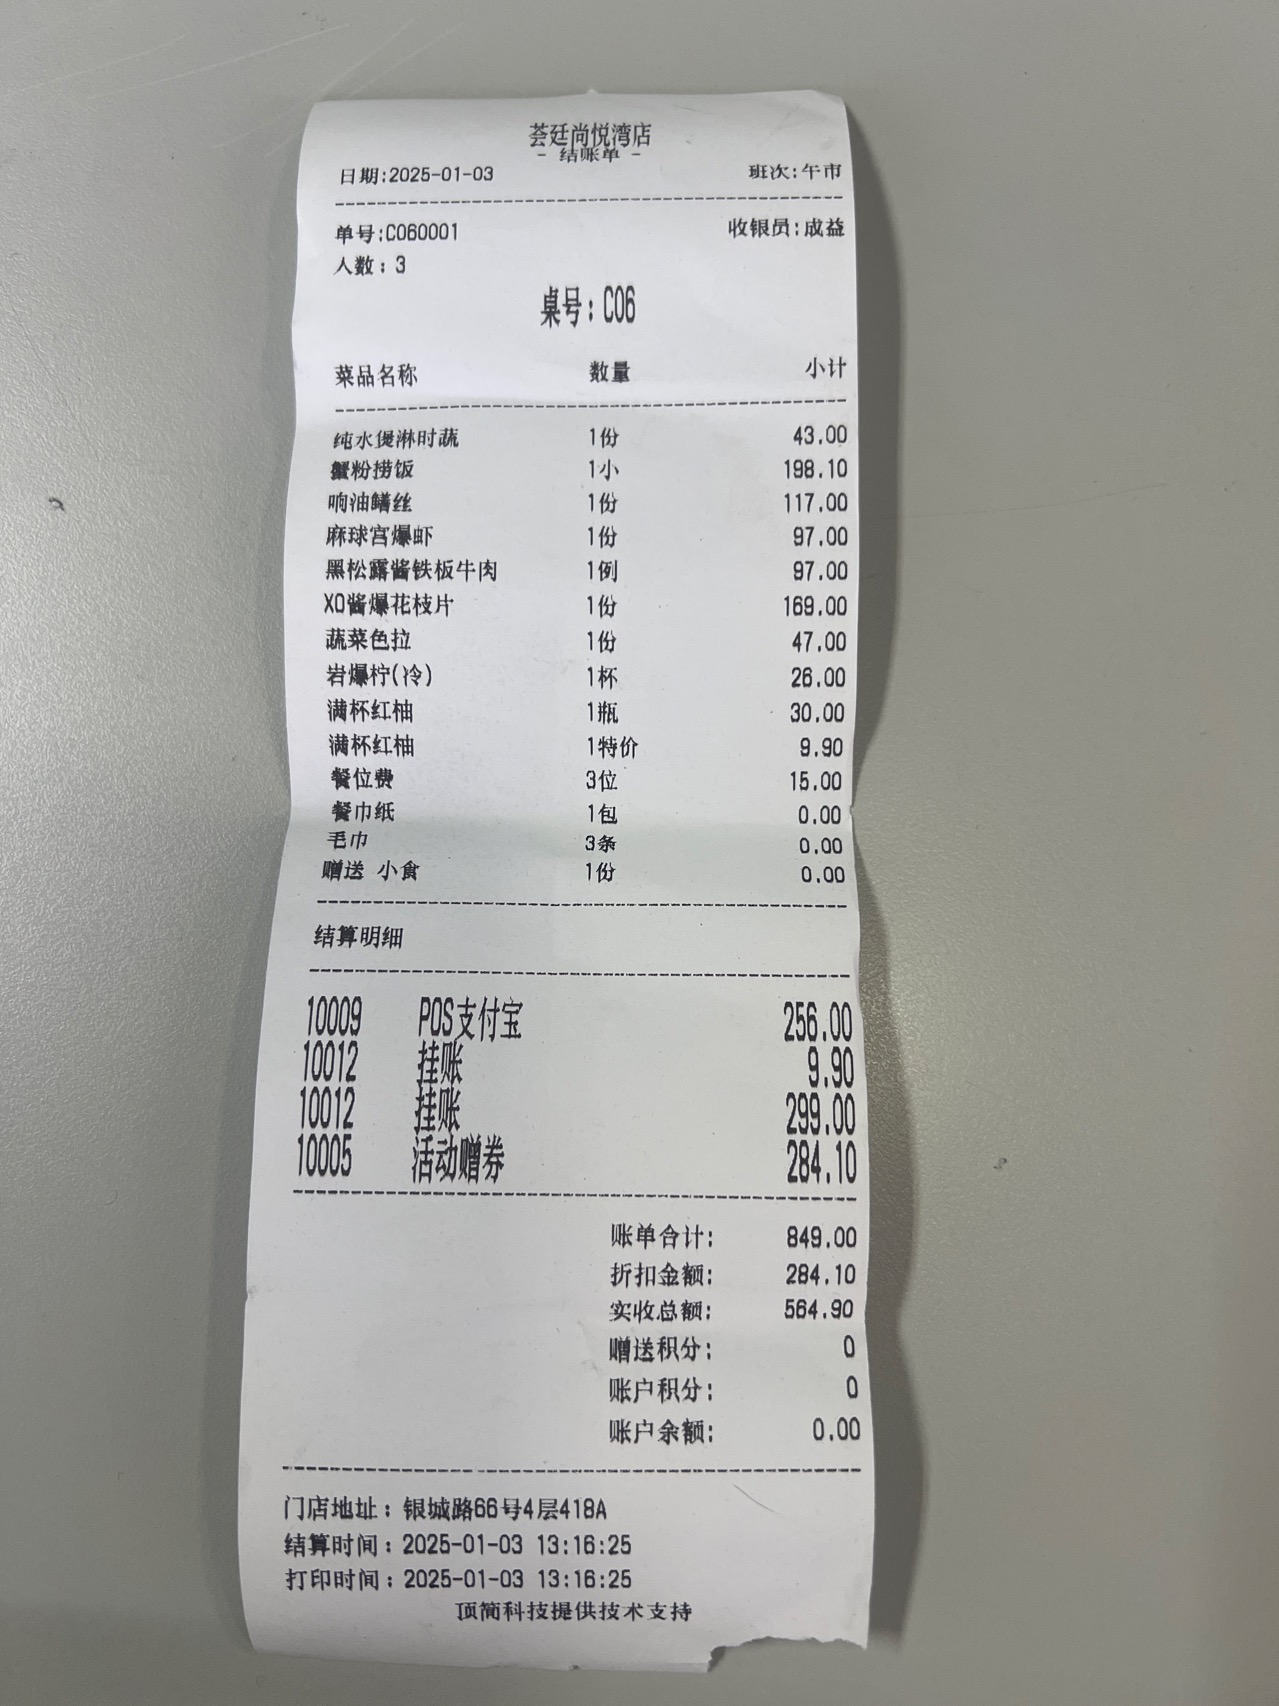 荟廷尚悦湾店
- 结账单 -
日期:2025-01-03 班次:午市
单号:C060001 收银员:成益
人数:3
桌号:C06
菜品名称 数量 小计
纯水煲淋时蔬 1份 43.00
蟹粉捞饭 1小 198.10
响油鳝丝 1份 117.00
麻球宫爆虾 1份 97.00
黑松露酱铁板牛肉 1例 97.00
XO酱爆花枝片 1份 169.00
蔬菜色拉 1份 47.00
岩爆柠(冷) 1杯 26.00
满杯红柚 1瓶 30.00
满杯红柚 1特价 9.90
餐位费 3位 15.00
餐巾纸 1包 0.00
毛巾 3条 0.00
赠送 小食 1份 0.00
结算明细
10009 POS支付宝 256.00
10012 挂账 9.90
10012 挂账 299.00
10005 活动赠券 284.10
账单合计: 849.00
折扣金额: 284.10
实收总额: 564.90
赠送积分: 0
账户积分: 0
账户余额: 0.00
门店地址:银城路66号4层418A
结算时间:2025-01-03 13:16:25
打印时间:2025-01-03 13:16:25
顶简科技提供技术支持